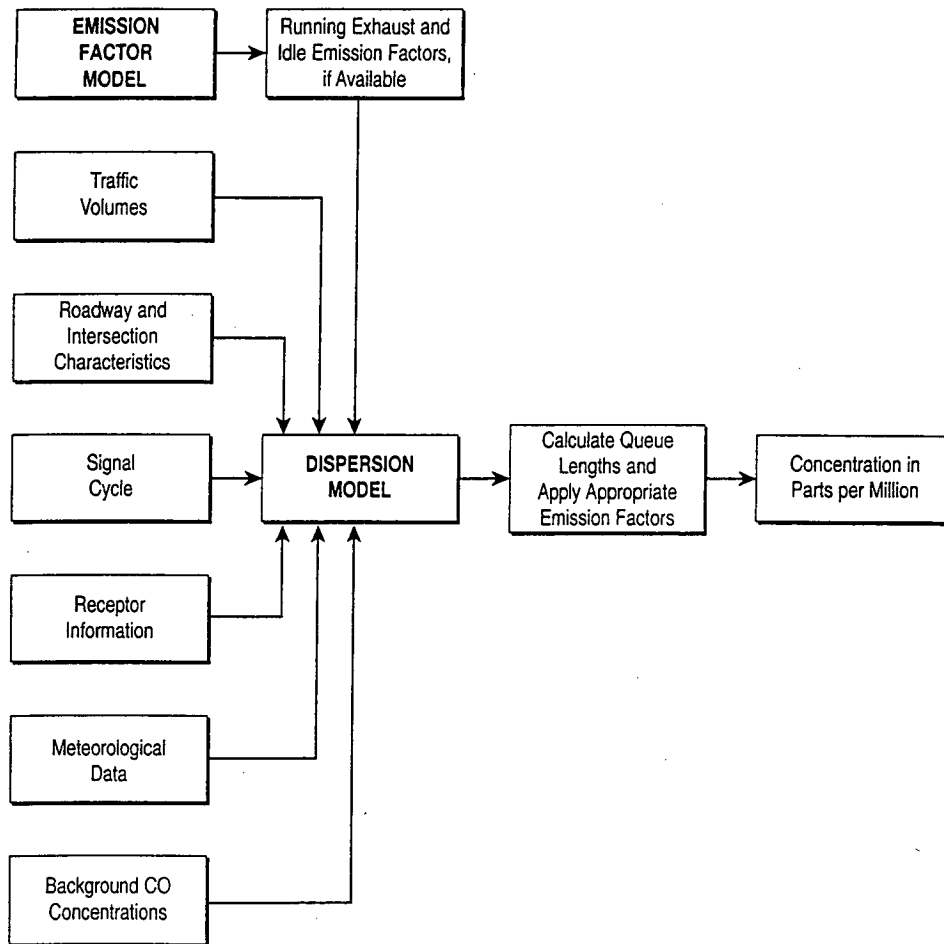 EMISSION
FACTOR
MODEL
Running Exhaust and
Idle Emission Factors,
if Available
Traffic
Volumes
Roadway and
Intersection
Characteristics
Signal
Cycle
DISPERSION
MODEL
Calculate Queue
Lengths and
Apply Appropriate
Emission Factors
Concentration in
Parts per Million
Receptor
Information
Meteorological
Data
Background CO
Concentrations